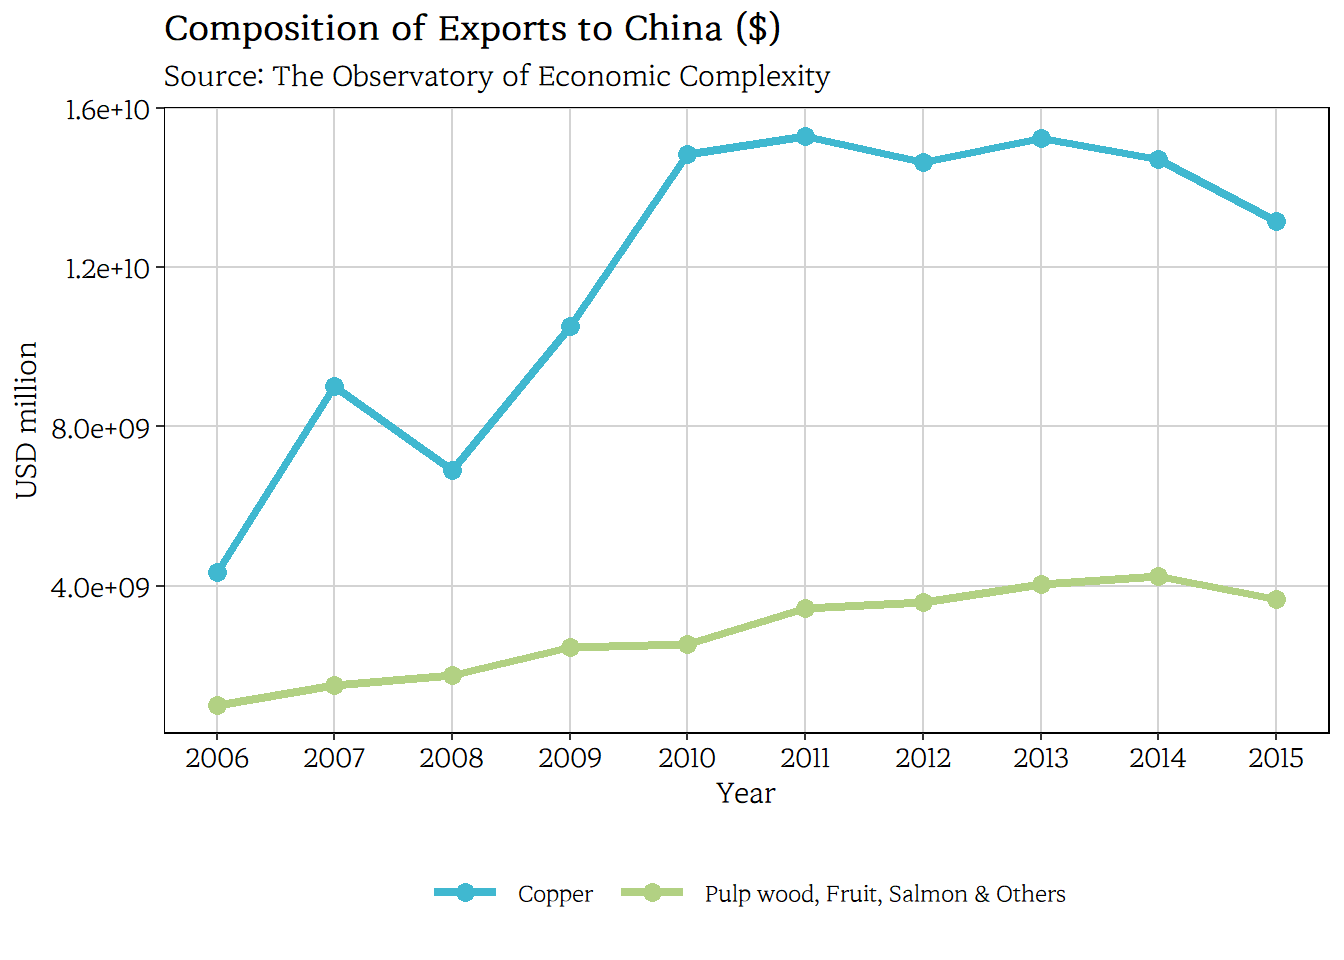 Composition of Exports to China ($)
Source: The Observatory of Economic Complexity
1.6e+10
1.2e+10
8.0e+09
4.0e+09
USD million
2006 2007 2008 2009 2010 2011 2012 2013 2014 2015
Year
Copper Pulp wood, Fruit, Salmon & Others